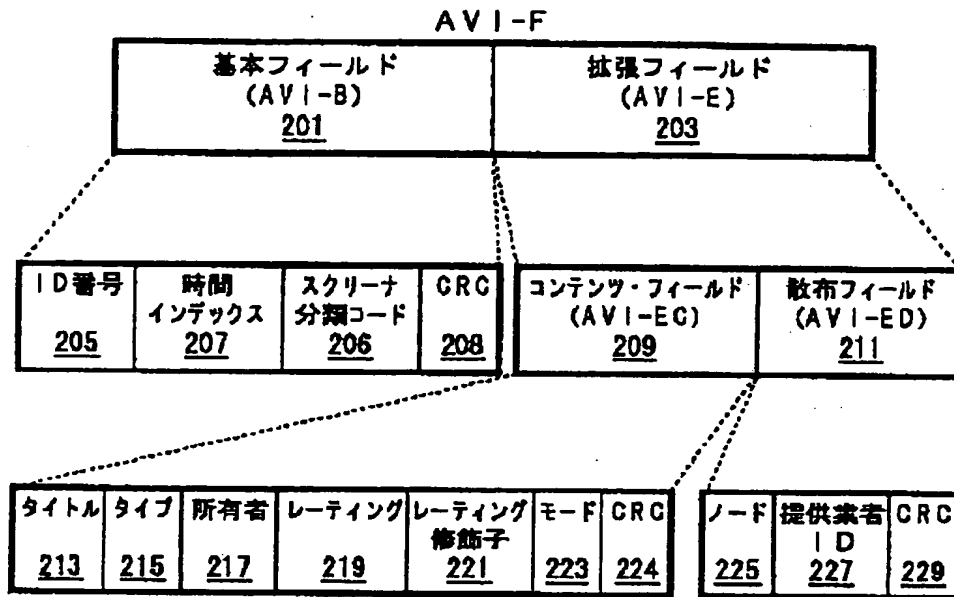 AVI-F
基本フィールド
(AVI-B)
201
拡張フィールド
(AVI-E)
203
ID番号
205
時間
インデックス
207
スクリーナ
分類コード
206
CRC
208
コンテンツ・フィールド
(AVI-EC)
209
散布フィールド
(AVI-ED)
211
タイトル
213
タイプ
215
所有者
217
レーティング
219
レーティング
修飾子
221
モード
223
CRC
224
ノード
225
提供業者
ID
227
CRC
229